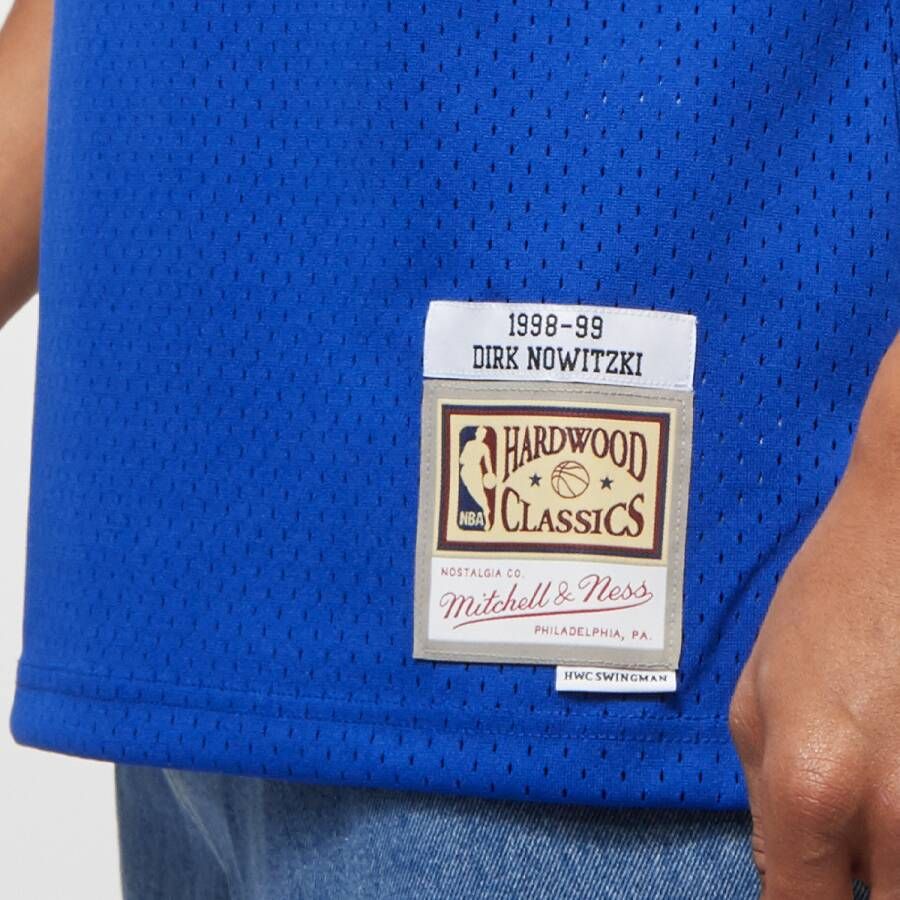 1998-99
DIRK NOWITZKI
HARDWOOD
CLASSICS
NBA
NOSTALGIA CO.
Mitchell & Ness
PHILADELPHIA, PA.
HWC SWINGMAN